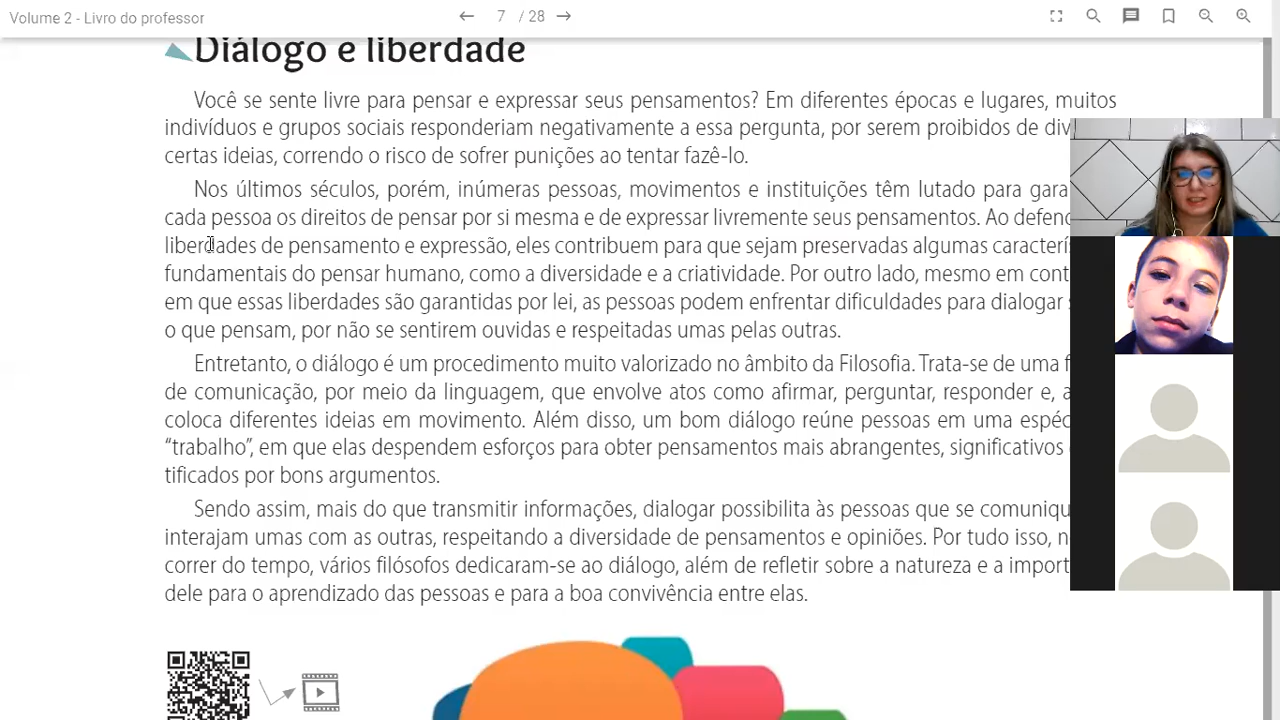 Volume 2 - Livro do professor
7 / 28
Diálogo e liberdade
Você se sente livre para pensar e expressar seus pensamentos? Em diferentes épocas e lugares, muitos
indivíduos e grupos sociais responderiam negativamente a essa pergunta, por serem proibidos de
certas ideias, correndo o risco de sofrer punições ao tentar fazê-lo.
Nos últimos séculos, porém, inúmeras pessoas, movimentos e instituições têm lutado para
cada pessoa os direitos de pensar por si mesma e de expressar livremente seus pensamentos. Ao
liberdades de pensamento e expressão, eles contribuem para que sejam preservadas algumas
fundamentais do pensar humano, como a diversidade e a criatividade. Por outro lado, mesmo em
em que essas liberdades são garantidas por lei, as pessoas podem enfrentar dificuldades para dialogar
o que pensam, por não se sentirem ouvidas e respeitadas umas pelas outras.
Entretanto, o diálogo é um procedimento muito valorizado no âmbito da Filosofia. Trata-se de uma
de comunicação, por meio da linguagem, que envolve atos como afirmar, perguntar, responder e,
coloca diferentes ideias em movimento. Além disso, um bom diálogo reúne pessoas em uma
“trabalho”, em que elas despendem esforços para obter pensamentos mais abrangentes, significativos
tificados por bons argumentos.
Sendo assim, mais do que transmitir informações, dialogar possibilita às pessoas que se
interajam umas com as outras, respeitando a diversidade de pensamentos e opiniões. Por tudo isso,
correr do tempo, vários filósofos dedicaram-se ao diálogo, além de refletir sobre a natureza e a
dele para o aprendizado das pessoas e para a boa convivência entre elas.